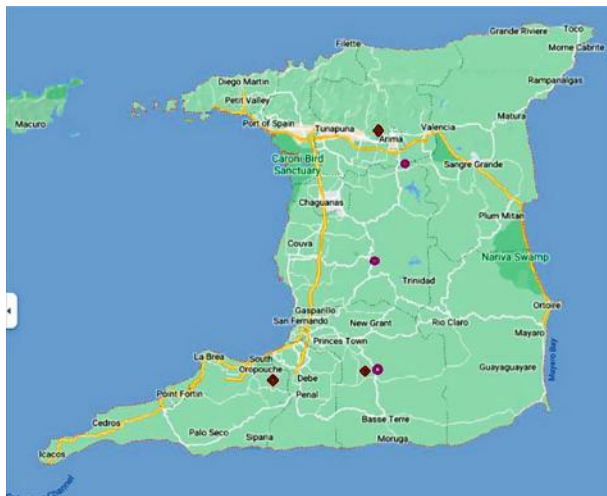 Grande Riviere
Toco
Filette
Morne Cabrite
Diego Martin
Rampanalgas
Petit Valley
Macuro
Matura
Port of Spain
Tunapuna
Arima
Valencia
Caroni Bird
Sanctuary
Sangre Grande
Chaguanas
Plum Mitan
Couva
Nariva Swamp
Trinidad
Ortoire
Gasparillo
San Fernando
New Grant
Rio Claro
Mayaro
Princes Town
La Brea
South
Oropouche
Guayaguayare
Mayaro Bay
Debe
Penal
Point Fortin
Basse Terre
Cedros
Palo Seco
Siparia
Moruga
Icacos
Channel